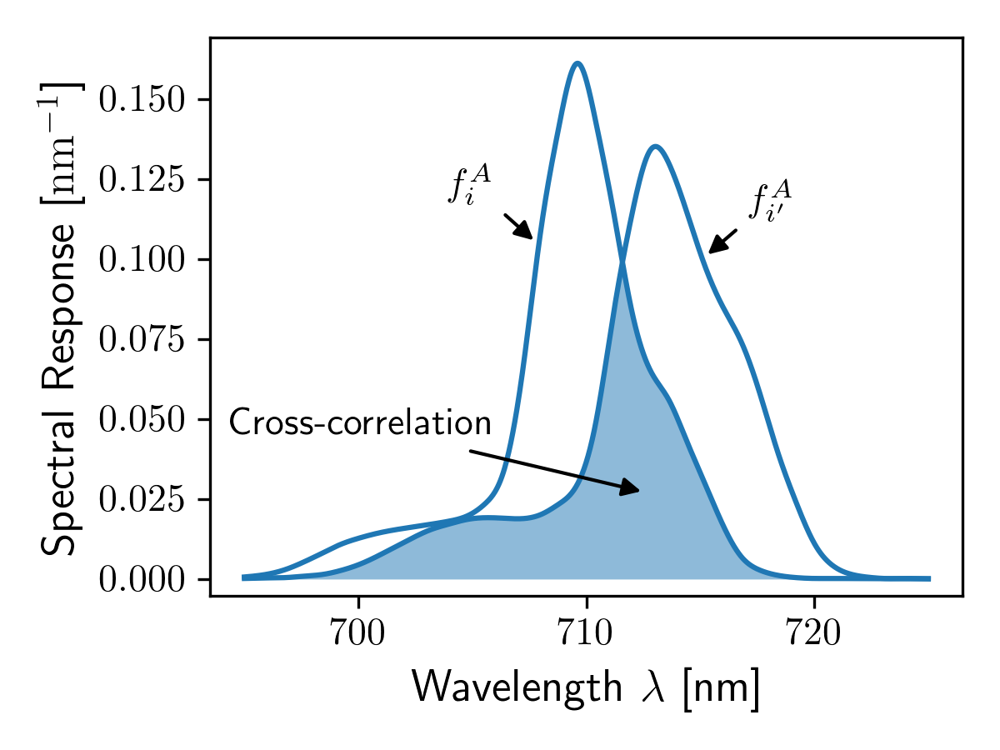 Spectral Response [nm⁻¹]
0.150
0.125
0.100
0.075
0.050
0.025
0.000
f_i^A
f_{i′}^A
Cross-correlation
700 710 720
Wavelength λ [nm]